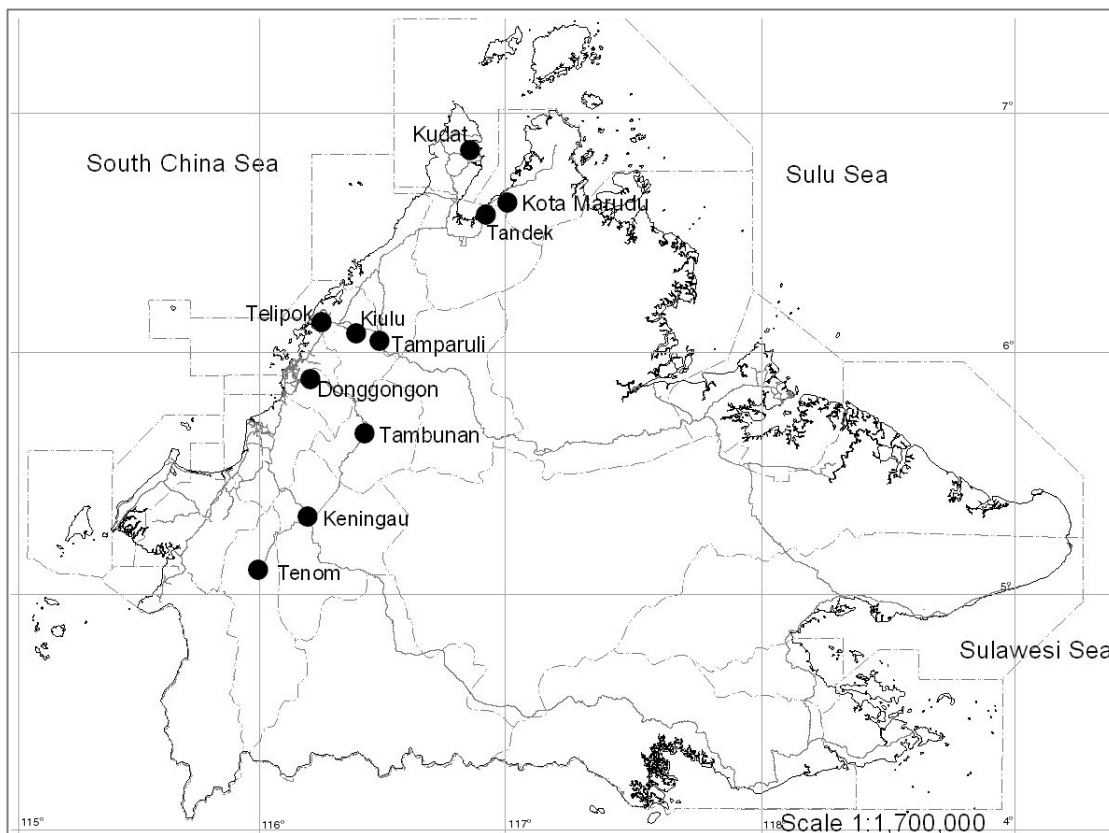 7°
Kudat
South China Sea
Sulu Sea
Kota Marudu
Tandek
Telipok
Kiulu
Tamparuli
6°
Donggongon
Tambunan
Keningau
Tenom
5°
Sulawesi Sea
Scale 1:1,700,000
115
116
117
118
4°